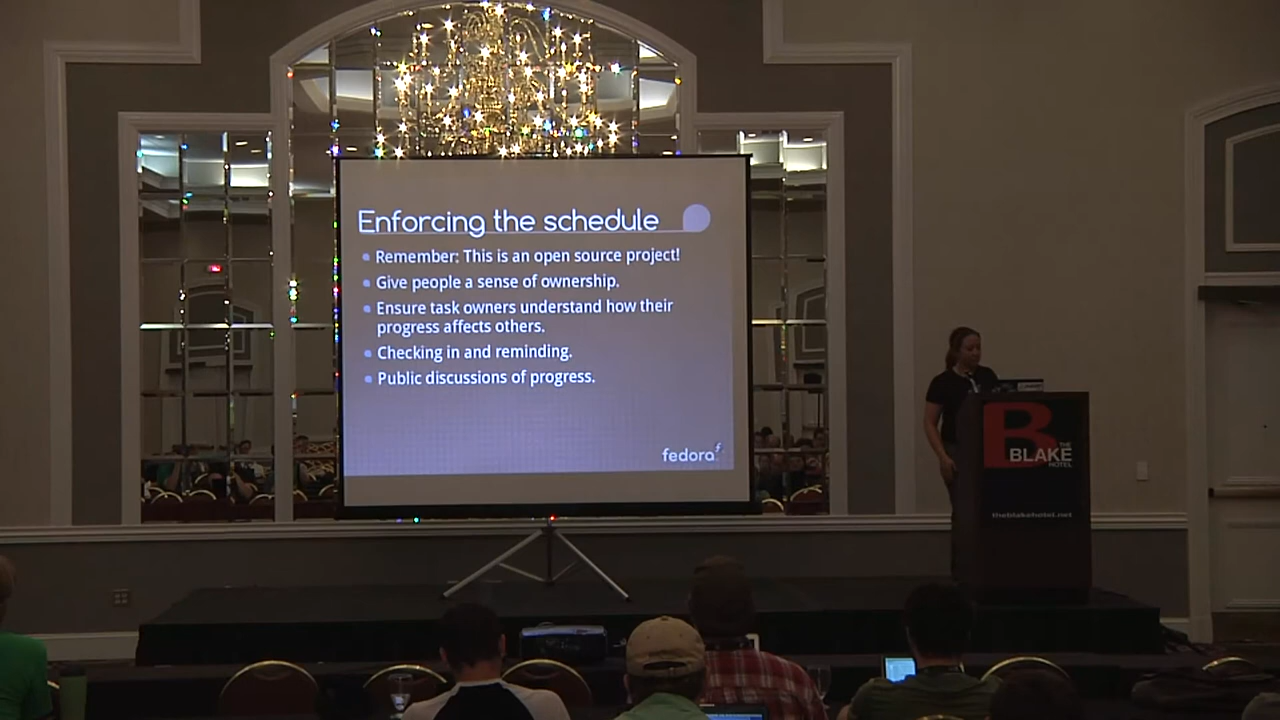 Enforcing the schedule
Remember: This is an open source project!
Give people a sense of ownership.
Ensure task owners understand how their
progress affects others.
Checking in and reminding.
Public discussions of progress.
fedora
B
THE
BLAKE
HOTEL
theblakehotel.net